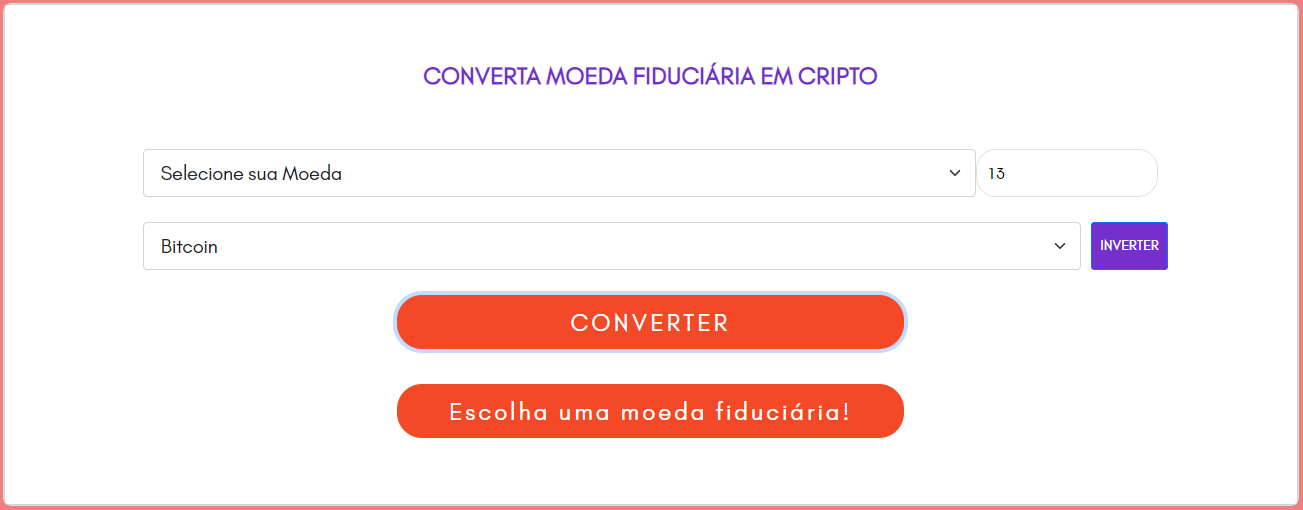 CONVERTA MOEDA FIDUCIÁRIA EM CRIPTO
Selecione sua Moeda
13
Bitcoin
INVERTER
CONVERTER
Escolha uma moeda fiduciária!